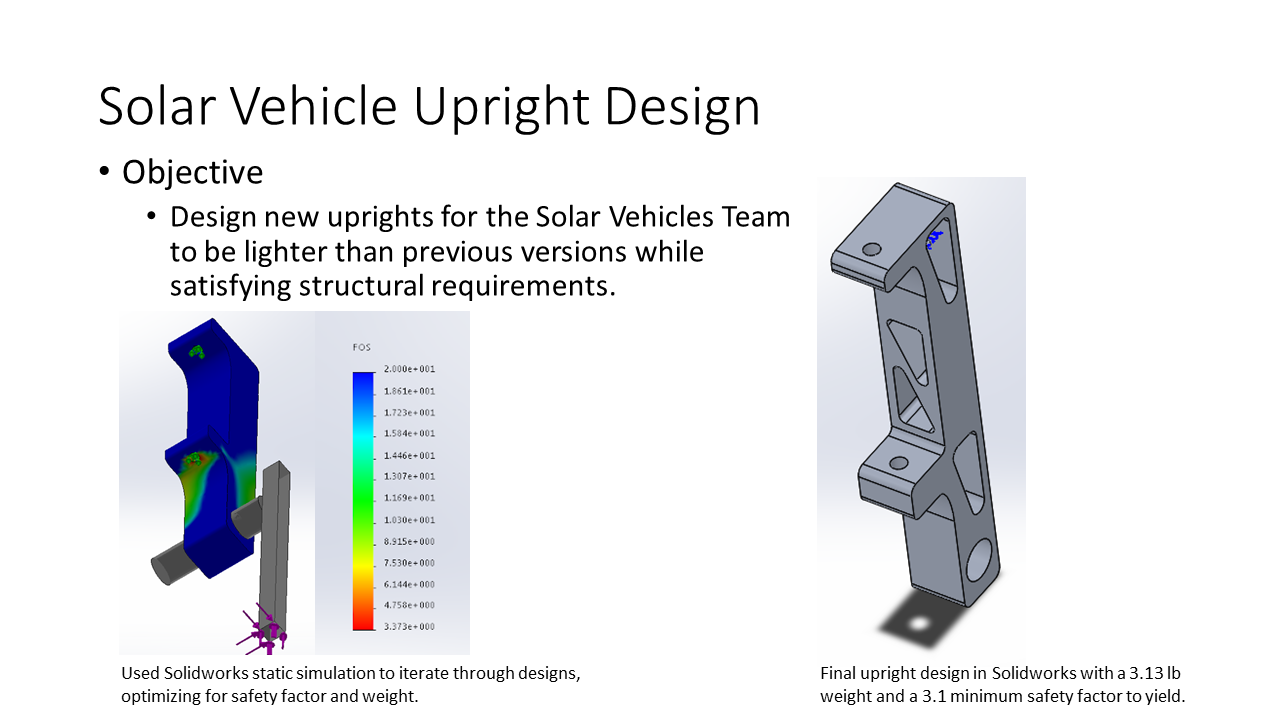 Solar Vehicle Upright Design
• Objective
• Design new uprights for the Solar Vehicles Team
to be lighter than previous versions while
satisfying structural requirements.
FOS
2.000e+001
1.861e+001
1.723e+001
1.584e+001
1.446e+001
1.307e+001
1.169e+001
1.030e+001
8.915e+000
7.530e+000
6.144e+000
4.758e+000
3.373e+000
Used Solidworks static simulation to iterate through designs,
optimizing for safety factor and weight.
Final upright design in Solidworks with a 3.13 lb
weight and a 3.1 minimum safety factor to yield.